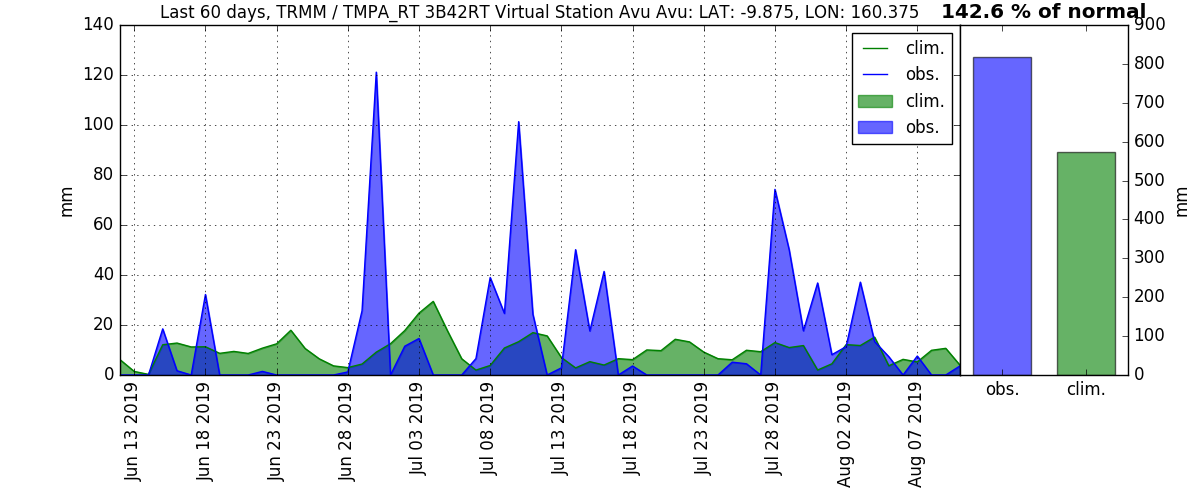 Last 60 days, TRMM / TMPA_RT 3B42RT Virtual Station Avu Avu: LAT: -9.875, LON: 160.375
142.6 % of normal
mm
140
120
100
80
60
40
20
0
clim.
obs.
clim.
obs.
Jun 13 2019
Jun 18 2019
Jun 23 2019
Jun 28 2019
Jul 03 2019
Jul 08 2019
Jul 13 2019
Jul 18 2019
Jul 23 2019
Jul 28 2019
Aug 02 2019
Aug 07 2019
obs.
clim.
900
800
700
600
500
400
300
200
100
0
mm